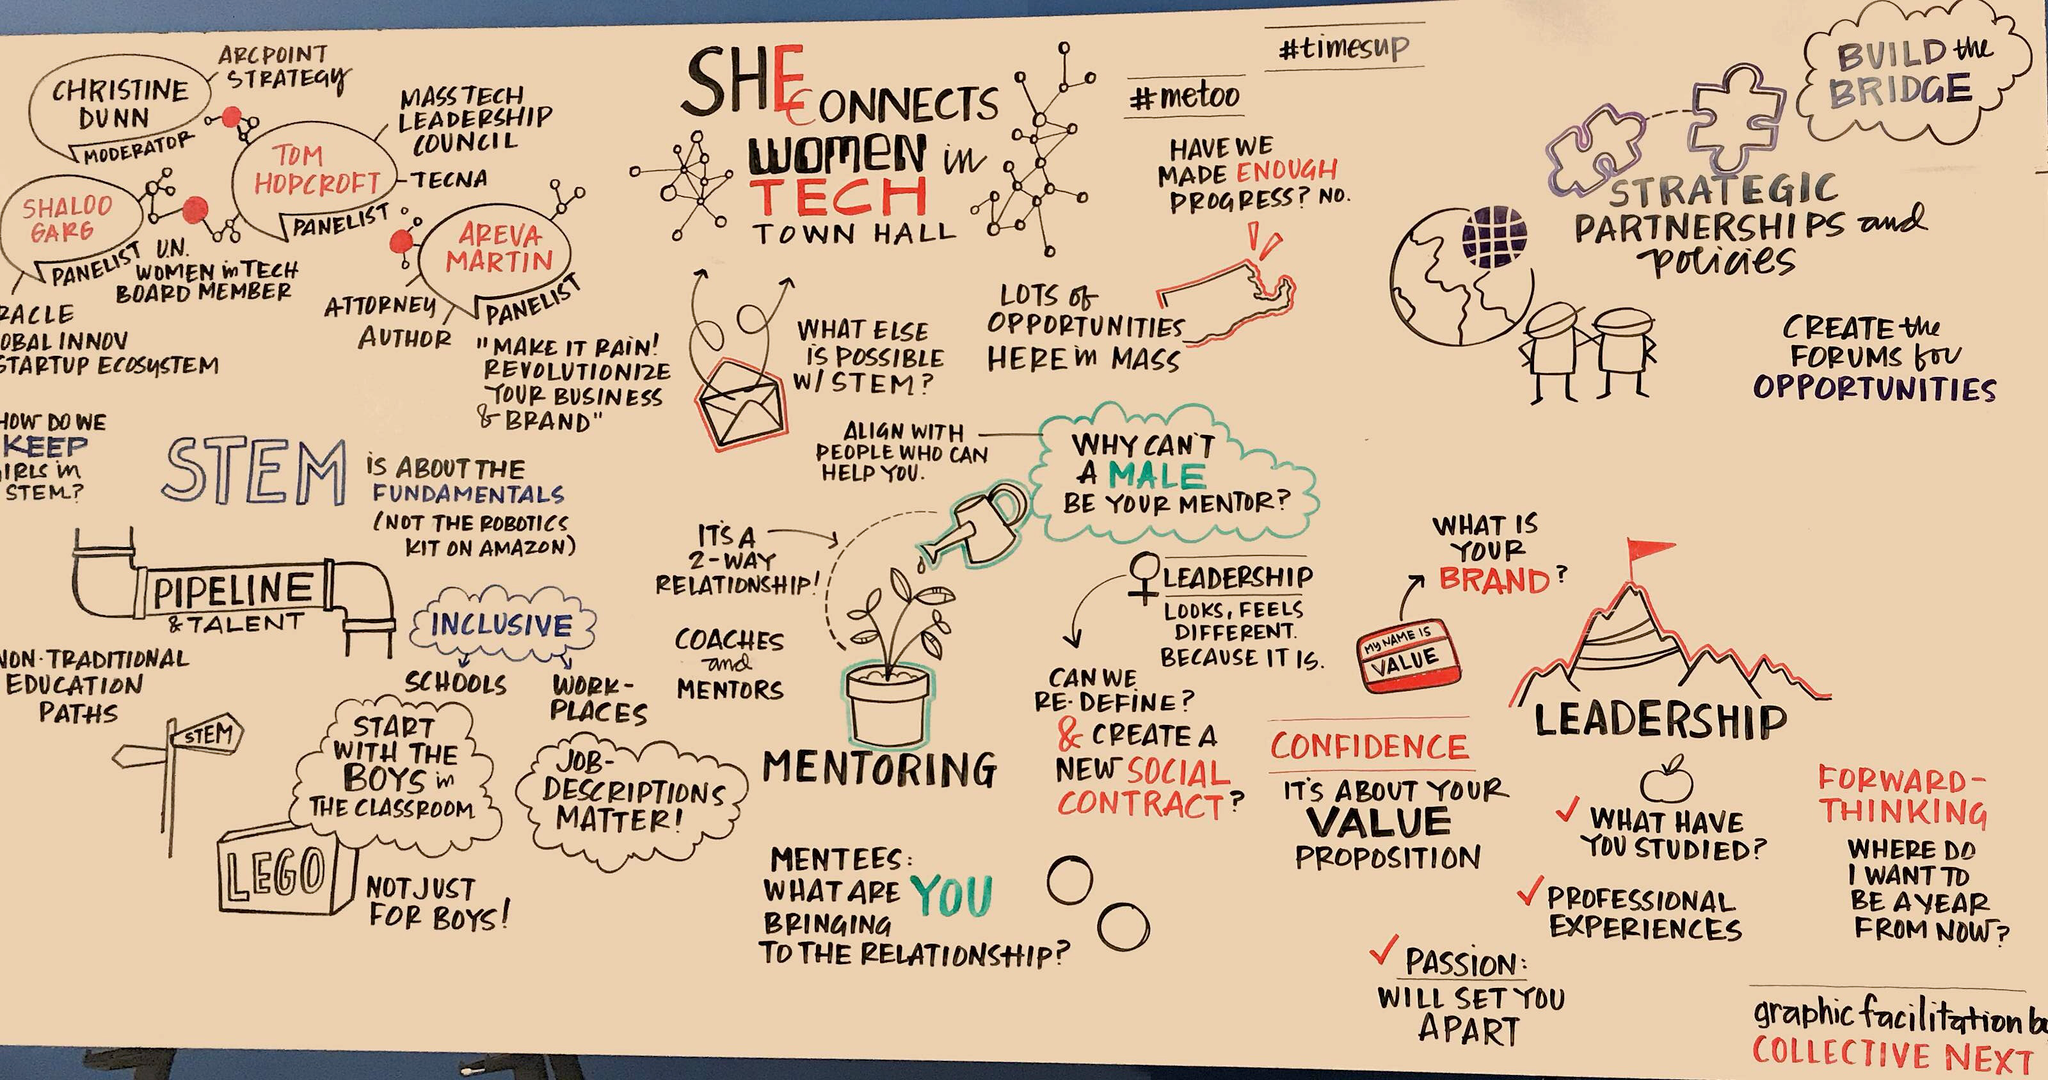 CHRISTINE
DUNN
MODERATOR
ARCPOINT
STRATEGY
TOM
HOPCROFT
PANELIST
MASS TECH
LEADERSHIP
COUNCIL
TECNA
SHALOO
GARG
PANELIST
U.N.
WOMEN in TECH
BOARD MEMBER
RACLE
OBAL INNOV
STARTUP ECOSYSTEM
AREVA
MARTIN
PANELIST
ATTORNEY
AUTHOR
"MAKE IT RAIN!
REVOLUTIONIZE
YOUR BUSINESS
& BRAND"
SHE
CONNECTS
WOMEN in
TECH
TOWN HALL
#metoo
#timesup
HAVE WE
MADE ENOUGH
PROGRESS? NO.
LOTS of
OPPORTUNITIES
HERE in MASS
WHAT ELSE
IS POSSIBLE
W/ STEM?
BUILD the
BRIDGE
STRATEGIC
PARTNERSHIPS and
policies
CREATE the
FORUMS for
OPPORTUNITIES
HOW DO WE
KEEP
IRLS in
STEM?
STEM
IS ABOUT THE
FUNDAMENTALS
(NOT THE ROBOTICS
KIT ON AMAZON)
PIPELINE
& TALENT
INCLUSIVE
SCHOOLS
WORK-
PLACES
NON-TRADITIONAL
EDUCATION
PATHS
STEM
START
WITH THE
BOYS in
THE CLASSROOM
LEGO
NOT JUST
FOR BOYS!
JOB-
DESCRIPTIONS
MATTER!
ALIGN WITH
PEOPLE WHO CAN
HELP YOU.
WHY CAN'T
A MALE
BE YOUR MENTOR?
IT'S A
2-WAY
RELATIONSHIP!
COACHES
and
MENTORS
MENTORING
MENTEES:
WHAT ARE YOU
BRINGING
TO THE RELATIONSHIP?
LEADERSHIP
LOOKS, FEELS
DIFFERENT.
BECAUSE IT IS.
CAN WE
RE-DEFINE?
& CREATE A
NEW SOCIAL
CONTRACT?
WHAT IS
YOUR
BRAND?
MY NAME IS
VALUE
CONFIDENCE
IT'S ABOUT YOUR
VALUE
PROPOSITION
LEADERSHIP
WHAT HAVE
YOU STUDIED?
PROFESSIONAL
EXPERIENCES
PASSION:
WILL SET YOU
APART
FORWARD-
THINKING
WHERE DO
I WANT TO
BE A YEAR
FROM NOW?
graphic facilitation b
COLLECTIVE NEXT